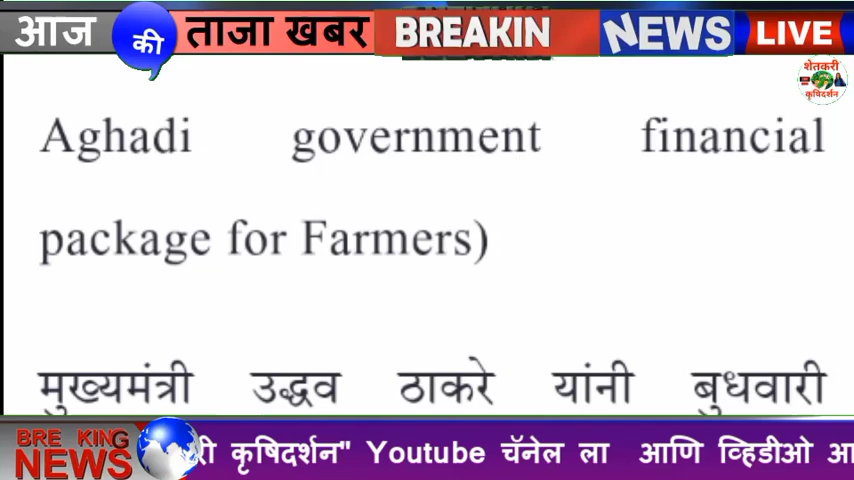 आज की ताजा खबर BREAKIN NEWS LIVE
शेतकरी
कृषिदर्शन
Aghadi government financial
package for Farmers)
मुख्यमंत्री उद्धव ठाकरे यांनी बुधवारी
BRE KING
NEWS
री कृषिदर्शन" Youtube चॅनेल ला आणि व्हिडीओ आ